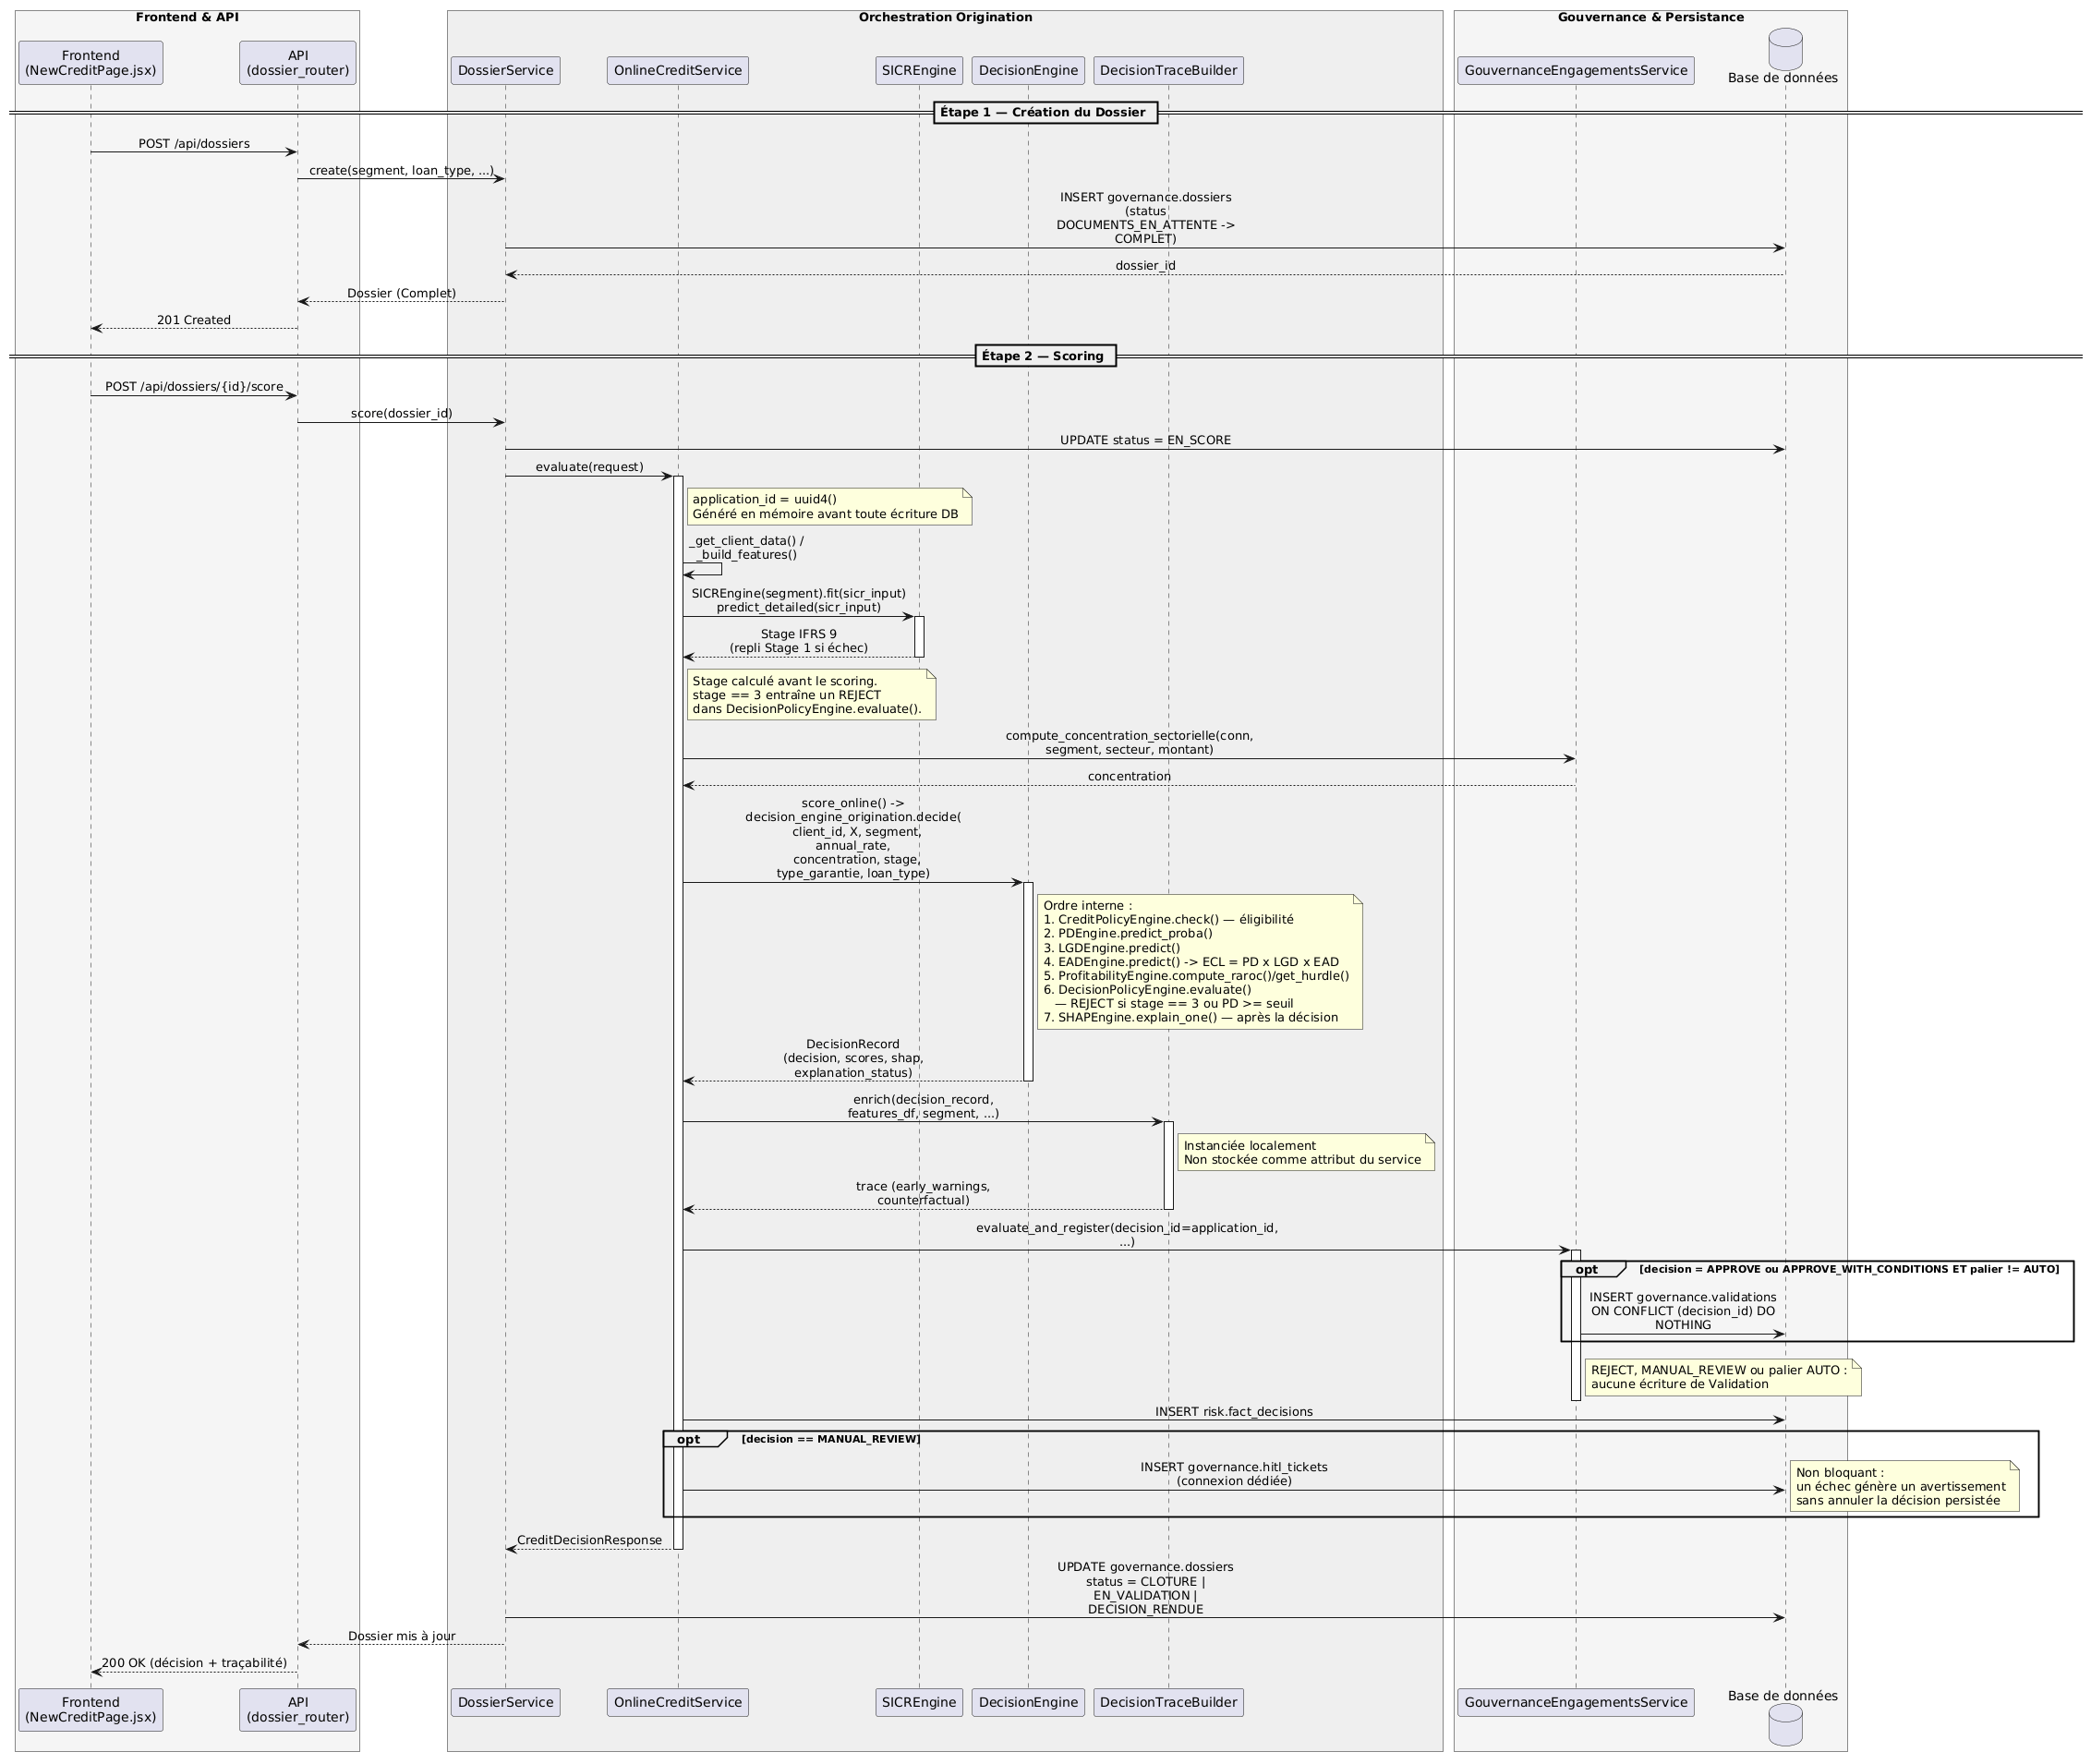 Frontend & API
Orchestration Origination
Gouvernance & Persistance
Frontend
(NewCreditPage.jsx)
API
(dossier_router)
DossierService
OnlineCreditService
SICREngine
DecisionEngine
DecisionTraceBuilder
GouvernanceEngagementsService
Base de données
Étape 1 — Création du Dossier
POST /api/dossiers
create(segment, loan_type, ...)
INSERT governance.dossiers
(status
DOCUMENTS_EN_ATTENTE ->
COMPLET)
dossier_id
Dossier (Complet)
201 Created
Étape 2 — Scoring
POST /api/dossiers/{id}/score
score(dossier_id)
UPDATE status = EN_SCORE
evaluate(request)
application_id = uuid4()
Généré en mémoire avant toute écriture DB
_get_client_data() /
_build_features()
SICREngine(segment).fit(sicr_input)
predict_detailed(sicr_input)
Stage IFRS 9
(repli Stage 1 si échec)
Stage calculé avant le scoring.
stage == 3 entraîne un REJECT
dans DecisionPolicyEngine.evaluate().
compute_concentration_sectorielle(conn,
segment, secteur, montant)
concentration
score_online() ->
decision_engine_origination.decide(
client_id, X, segment,
annual_rate,
concentration, stage,
type_garantie, loan_type)
Ordre interne :
1. CreditPolicyEngine.check() — éligibilité
2. PDEngine.predict_proba()
3. LGDEngine.predict()
4. EADEngine.predict() -> ECL = PD x LGD x EAD
5. ProfitabilityEngine.compute_raroc()/get_hurdle()
6. DecisionPolicyEngine.evaluate()
— REJECT si stage == 3 ou PD >= seuil
7. SHAPEngine.explain_one() — après la décision
DecisionRecord
(decision, scores, shap,
explanation_status)
enrich(decision_record,
features_df, segment, ...)
Instanciée localement
Non stockée comme attribut du service
trace (early_warnings,
counterfactual)
evaluate_and_register(decision_id=application_id,
...)
opt [decision = APPROVE ou APPROVE_WITH_CONDITIONS ET palier != AUTO]
INSERT governance.validations
ON CONFLICT (decision_id) DO
NOTHING
REJECT, MANUAL_REVIEW ou palier AUTO :
aucune écriture de Validation
INSERT risk.fact_decisions
opt [decision == MANUAL_REVIEW]
INSERT governance.hitl_tickets
(connexion dédiée)
Non bloquant :
un échec génère un avertissement
sans annuler la décision persistée
CreditDecisionResponse
UPDATE governance.dossiers
status = CLOTURE |
EN_VALIDATION |
DECISION_RENDUE
Dossier mis à jour
200 OK (décision + traçabilité)
Frontend
(NewCreditPage.jsx)
API
(dossier_router)
DossierService
OnlineCreditService
SICREngine
DecisionEngine
DecisionTraceBuilder
GouvernanceEngagementsService
Base de données